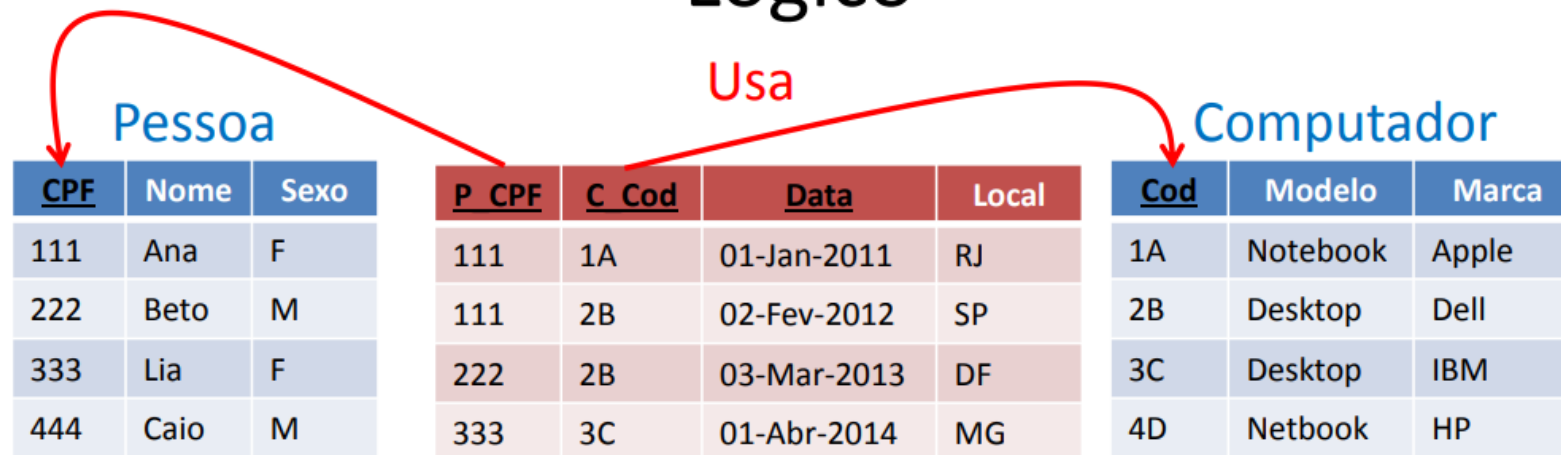 Lógico
Usa
Pessoa
Computador
CPF Nome Sexo
111 Ana F
222 Beto M
333 Lia F
444 Caio M
P_CPF C_Cod Data Local
111 1A 01-Jan-2011 RJ
111 2B 02-Fev-2012 SP
222 2B 03-Mar-2013 DF
333 3C 01-Abr-2014 MG
Cod Modelo Marca
1A Notebook Apple
2B Desktop Dell
3C Desktop IBM
4D Netbook HP